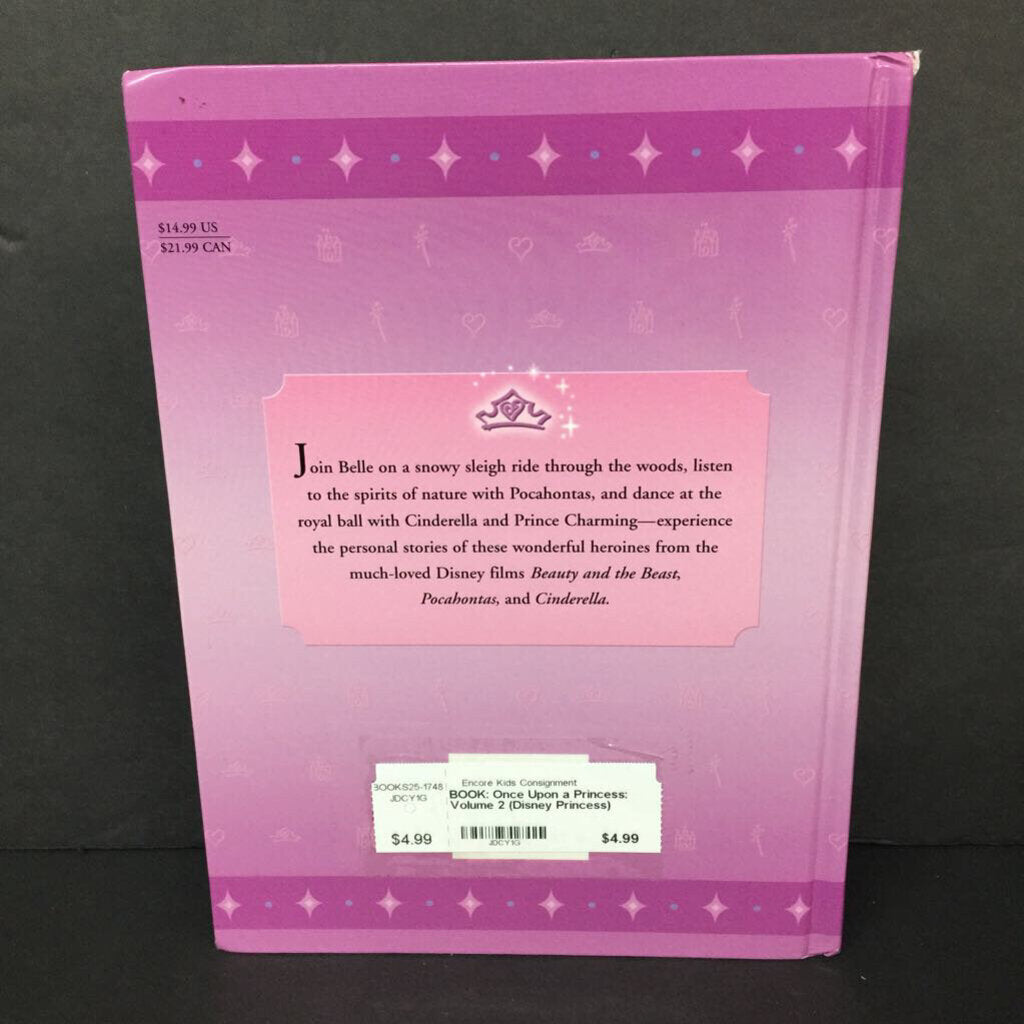 $14.99 US
$21.99 CAN
Join Belle on a snowy sleigh ride through the woods, listen
to the spirits of nature with Pocahontas, and dance at the
royal ball with Cinderella and Prince Charming—experience
the personal stories of these wonderful heroines from the
much-loved Disney films Beauty and the Beast,
Pocahontas, and Cinderella.
BOOKS25-1748
JDCY1G
$4.99
Encore Kids Consignment
BOOK: Once Upon a Princess:
Volume 2 (Disney Princess)
JDCY1G
$4.99